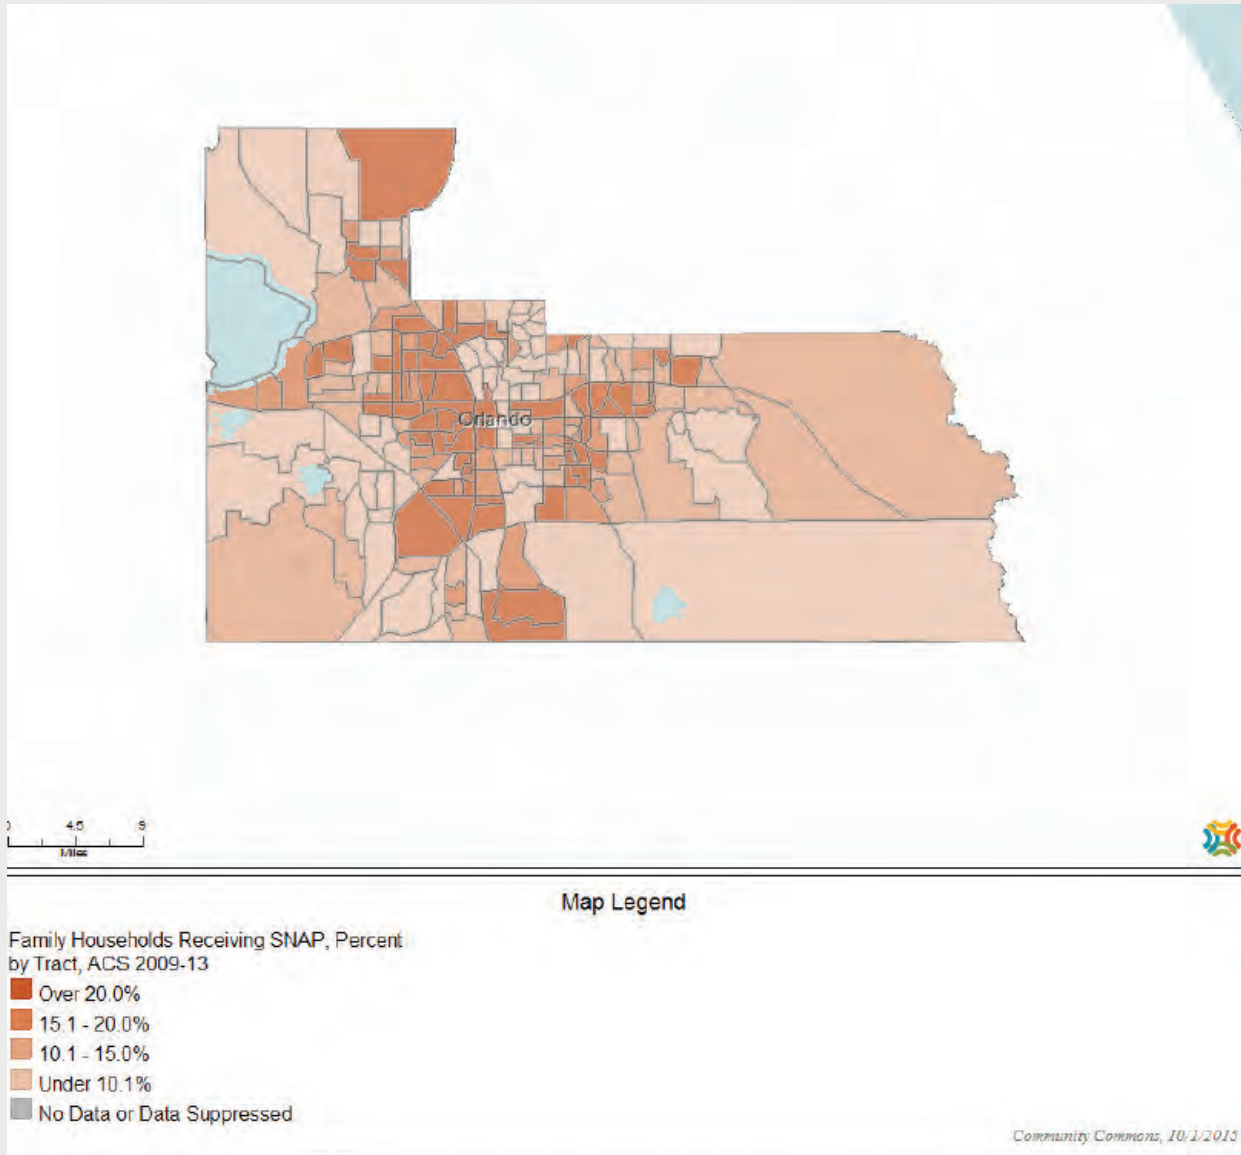 Orlando
0 4.5 9
Miles
Map Legend
Family Households Receiving SNAP, Percent
by Tract, ACS 2009-13
Over 20.0%
15.1 - 20.0%
10.1 - 15.0%
Under 10.1%
No Data or Data Suppressed
Community Commons, 10/1/2015